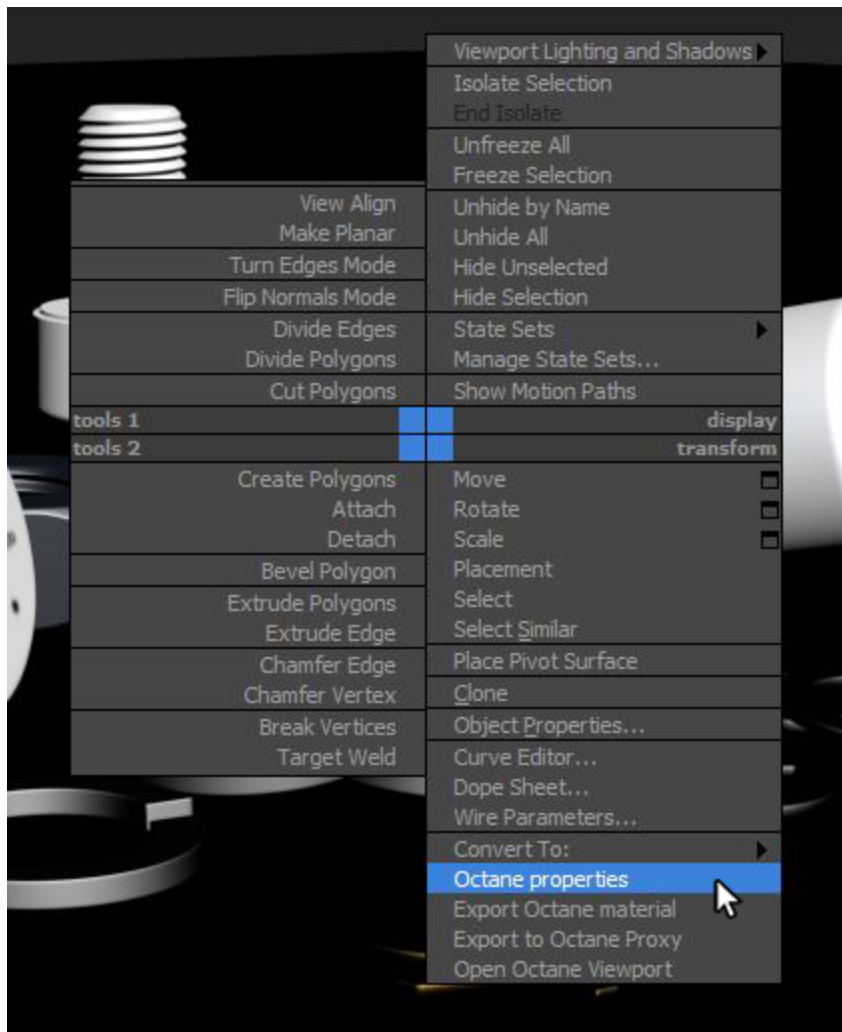 Viewport Lighting and Shadows
Isolate Selection
End Isolate
Unfreeze All
Freeze Selection
Unhide by Name
Unhide All
Hide Unselected
Hide Selection
State Sets
Manage State Sets...
Show Motion Paths
display
View Align
Make Planar
Turn Edges Mode
Flip Normals Mode
Divide Edges
Divide Polygons
Cut Polygons
tools 1
tools 2
Create Polygons
Attach
Detach
Bevel Polygon
Extrude Polygons
Extrude Edge
Chamfer Edge
Chamfer Vertex
Break Vertices
Target Weld
transform
Move
Rotate
Scale
Placement
Select
Select Similar
Place Pivot Surface
Clone
Object Properties...
Curve Editor...
Dope Sheet...
Wire Parameters...
Convert To:
Octane properties
Export Octane material
Export to Octane Proxy
Open Octane Viewport